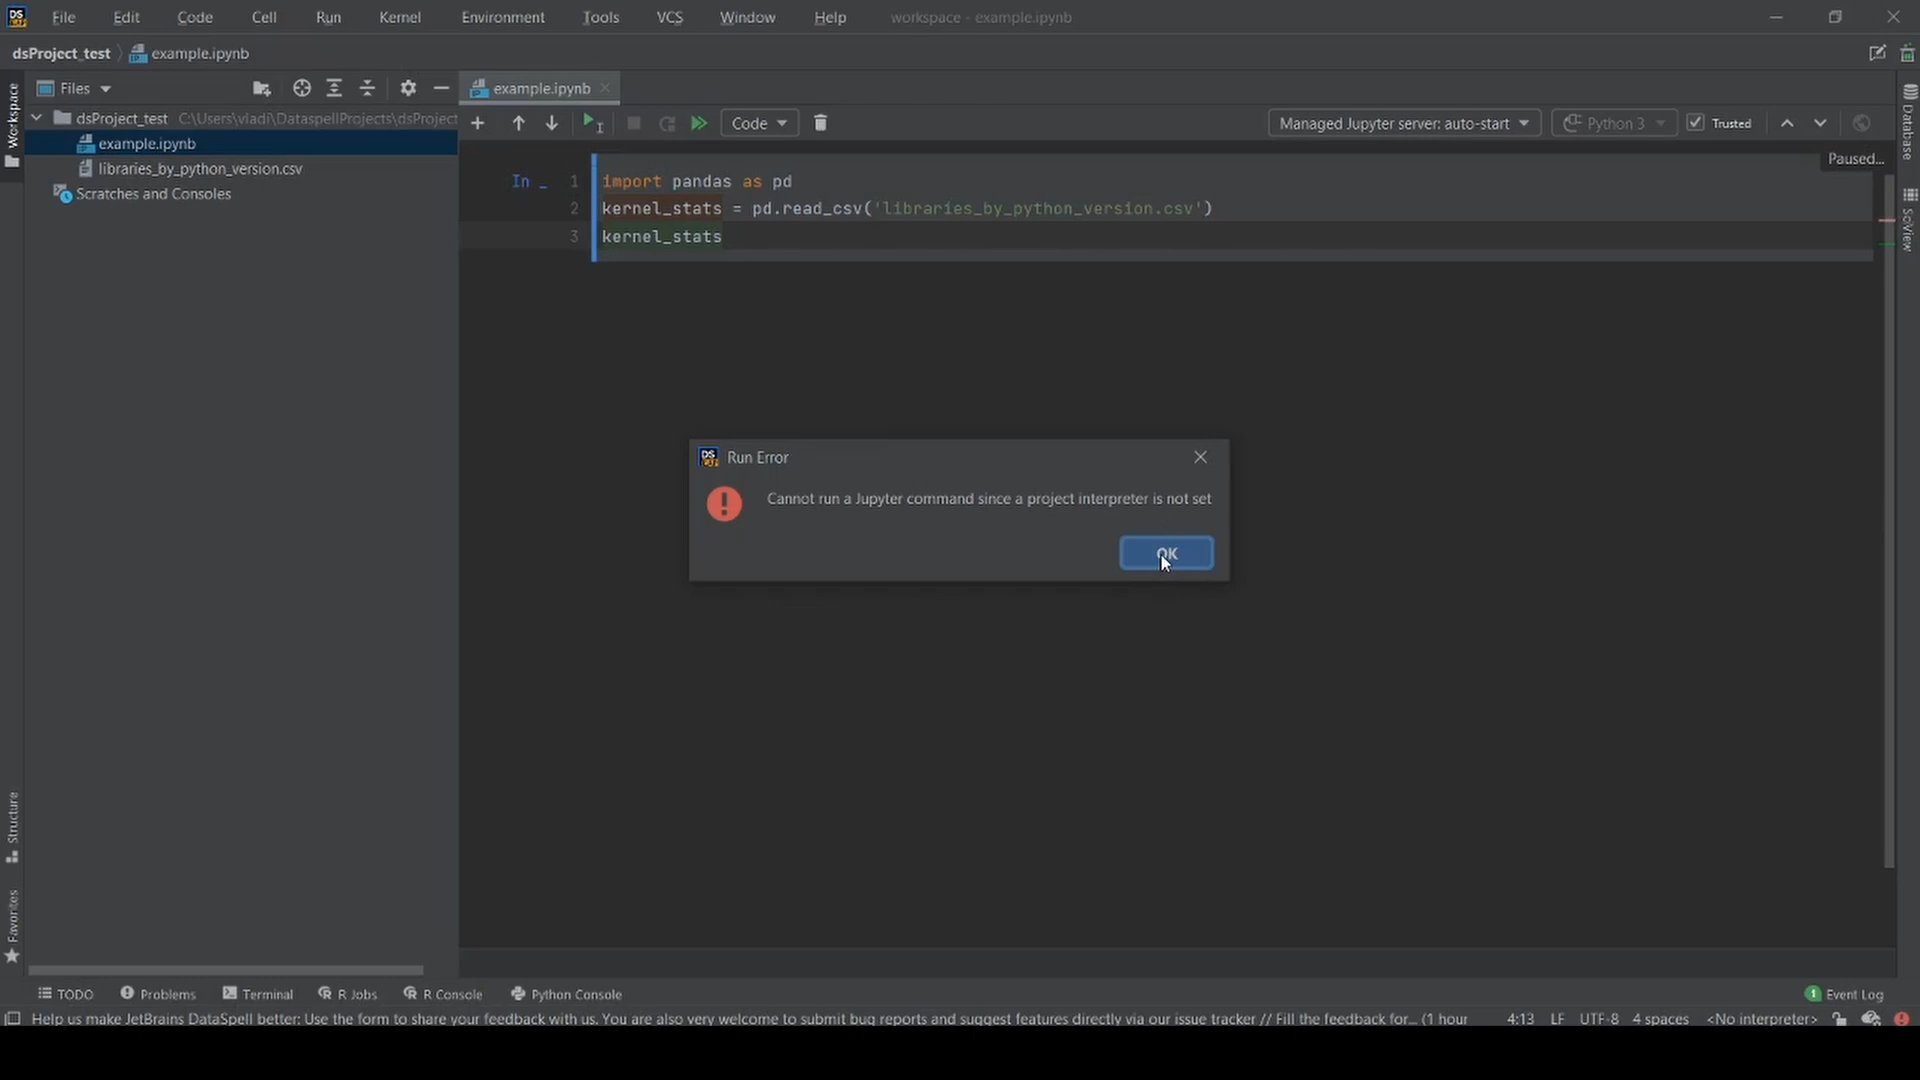 DS
File Edit Code Cell Run Kernel Environment Tools VCS Window Help workspace - example.ipynb
dsProject_test example.ipynb
Workspace
Files
example.ipynb
dsProject_test C:\Users\vladi\DataspellProjects\dsProject
example.ipynb
libraries_by_python_version.csv
Scratches and Consoles
Code
Managed Jupyter server: auto-start
Python 3
Trusted
Paused...
Database
SciView
In _
1 import pandas as pd
2 kernel_stats = pd.read_csv('libraries_by_python_version.csv')
3 kernel_stats
DS
Run Error
Cannot run a Jupyter command since a project interpreter is not set
OK
Structure
Favorites
TODO Problems Terminal R Jobs R Console Python Console 1 Event Log
Help us make JetBrains DataSpell better: Use the form to share your feedback with us. You are also very welcome to submit bug reports and suggest features directly via our issue tracker // Fill the feedback for... (1 hour 4:13 LF UTF-8 4 spaces <No interpreter>